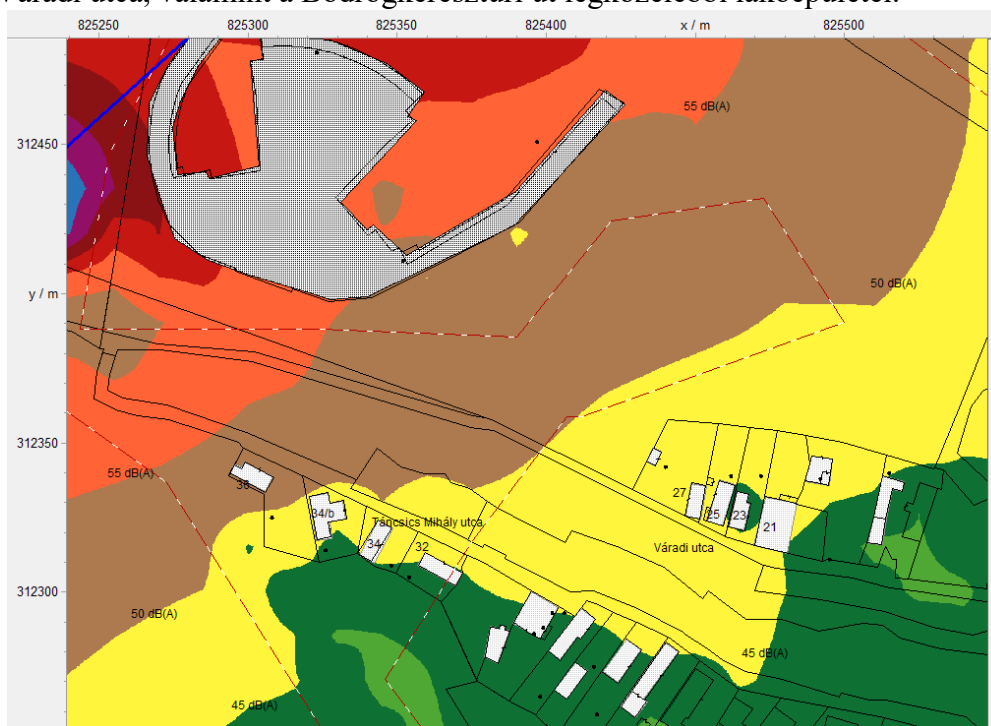 Váradi utca, valamint a Bodrogkeresztúri út legközelebbi lakóépületei.
825250 825300 825350 825400 x / m 825500
55 dB(A)
312450
50 dB(A)
y / m
312350
55 dB(A)
36
27
34/b
25
23
21
Táncsics Mihály utca
34
32
Váradi utca
312300
50 dB(A)
45 dB(A)
45 dB(A)